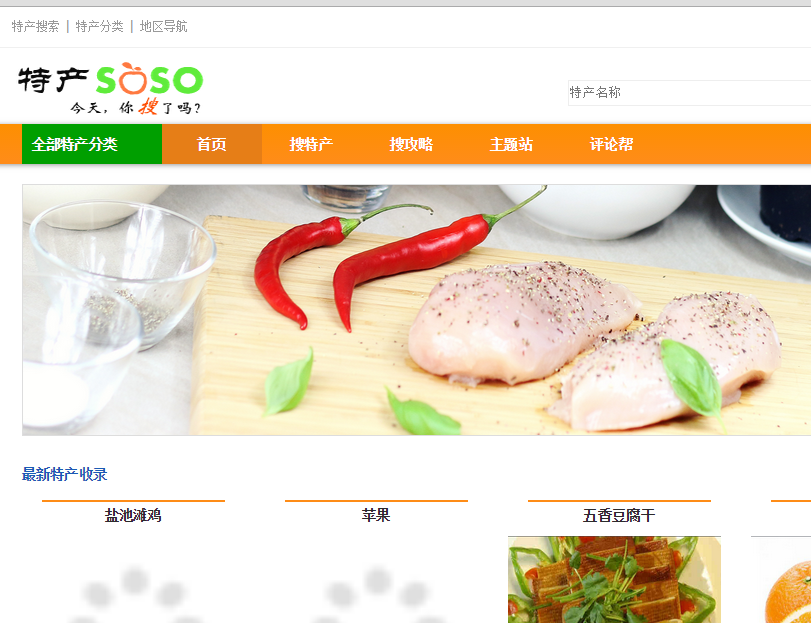 特产搜索 | 特产分类 | 地区导航
特产SOSO
今天，你搜了吗？
特产名称
全部特产分类 首页 搜特产 搜攻略 主题站 评论帮
最新特产收录
盐池滩鸡 苹果 五香豆腐干